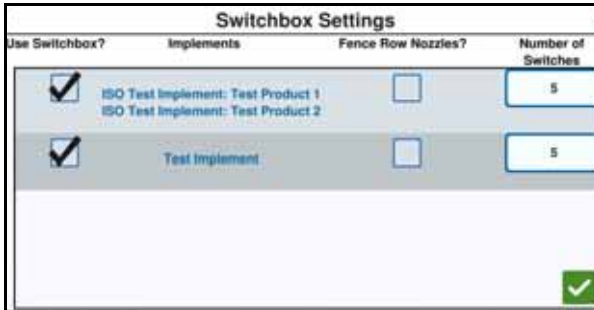 Switchbox Settings
Use Switchbox? Implements Fence Row Nozzles? Number of Switches
ISO Test Implement: Test Product 1
ISO Test Implement: Test Product 2
5
Test Implement
5